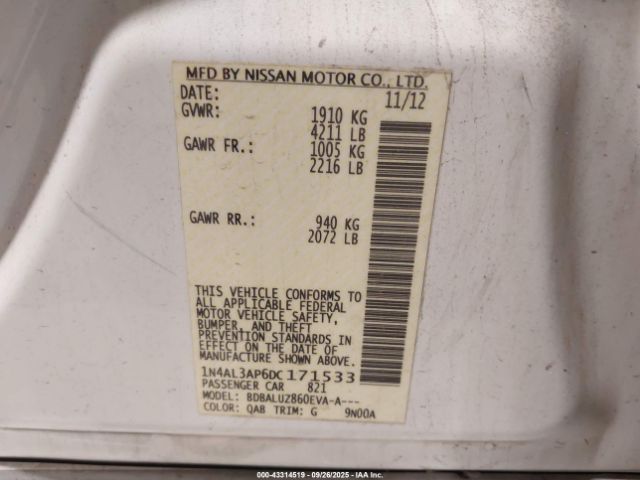 MFD BY NISSAN MOTOR CO., LTD.
DATE: 11/12
GVWR: 1910 KG
4211 LB
GAWR FR.: 1005 KG
2216 LB
GAWR RR.: 940 KG
2072 LB
THIS VEHICLE CONFORMS TO
ALL APPLICABLE FEDERAL
MOTOR VEHICLE SAFETY,
BUMPER, AND THEFT
PREVENTION STANDARDS IN
EFFECT ON THE DATE OF
MANUFACTURE SHOWN ABOVE.
1N4AL3AP6DC 171533
PASSENGER CAR 821
MODEL: BDBALUZ860EVA-A---
COLOR: QAB TRIM: G 9N00A
000-43314519 | 09/26/2025 - © IAA Inc.